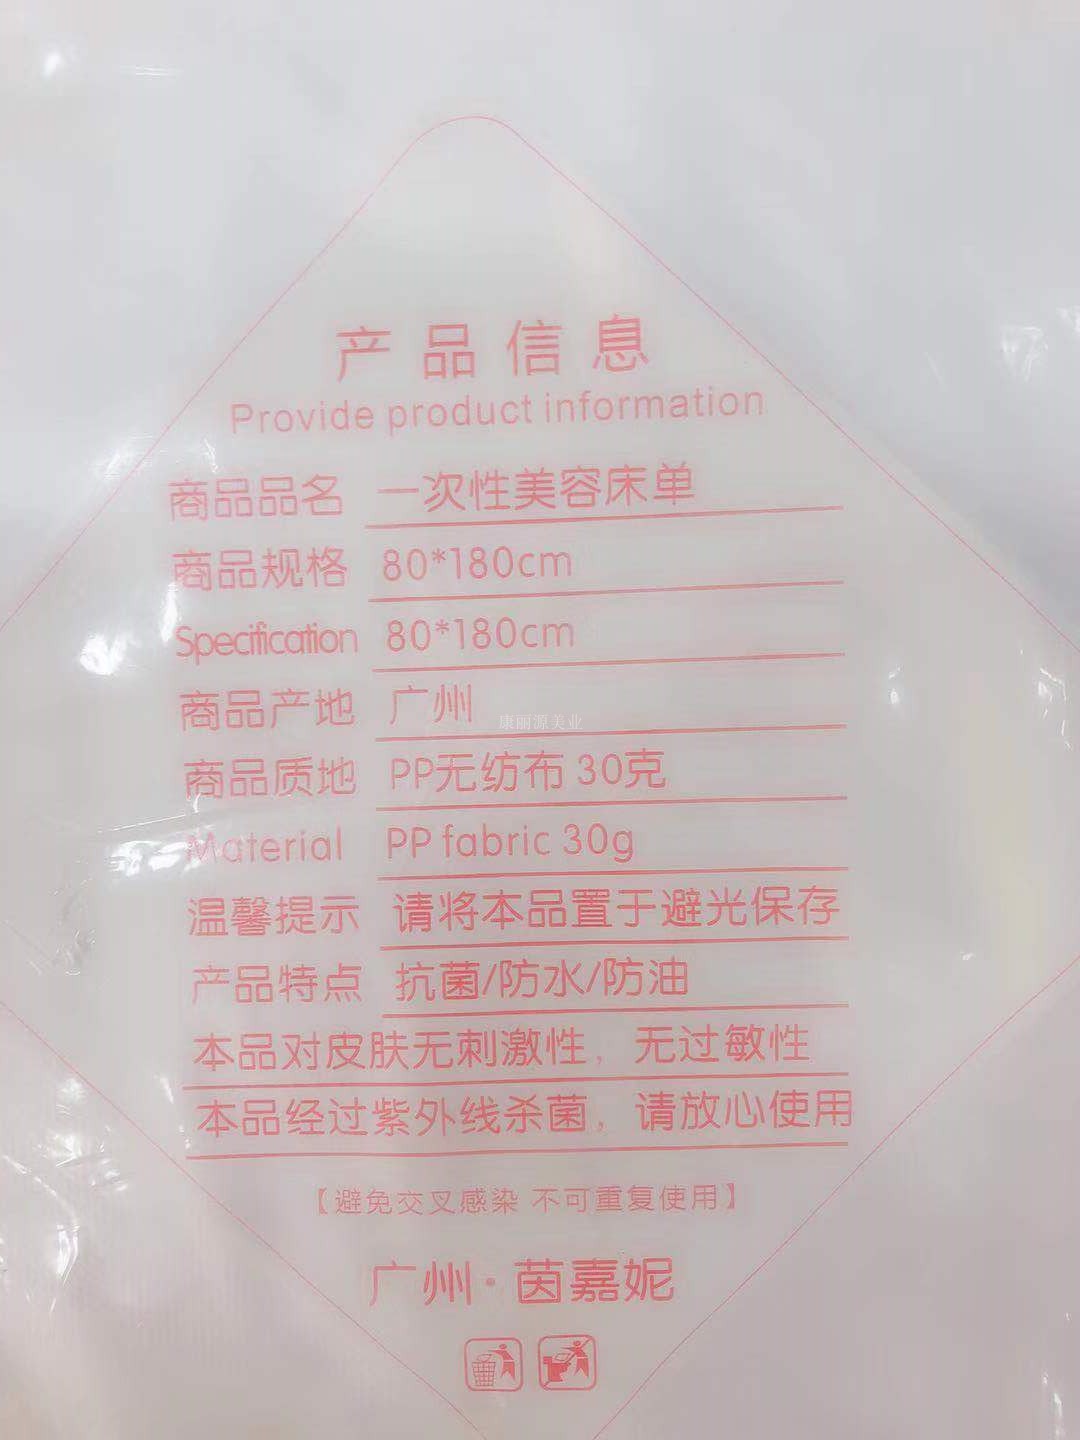 产品信息
Provide product information
商品品名 一次性美容床单
商品规格 80*180cm
Specification 80*180cm
商品产地 广州
康丽源美业
商品质地 PP无纺布 30克
Material PP fabric 30g
温馨提示 请将本品置于避光保存
产品特点 抗菌/防水/防油
本品对皮肤无刺激性，无过敏性
本品经过紫外线杀菌，请放心使用
【避免交叉感染 不可重复使用】
广州·茵嘉妮